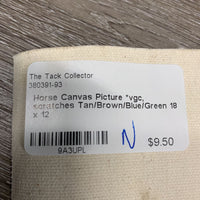 The Tack Collector
380391-93
Horse Canvas Picture *vgc,
scratches Tan/Brown/Blue/Green 18
x 12
N
$9.50
9A3UPL